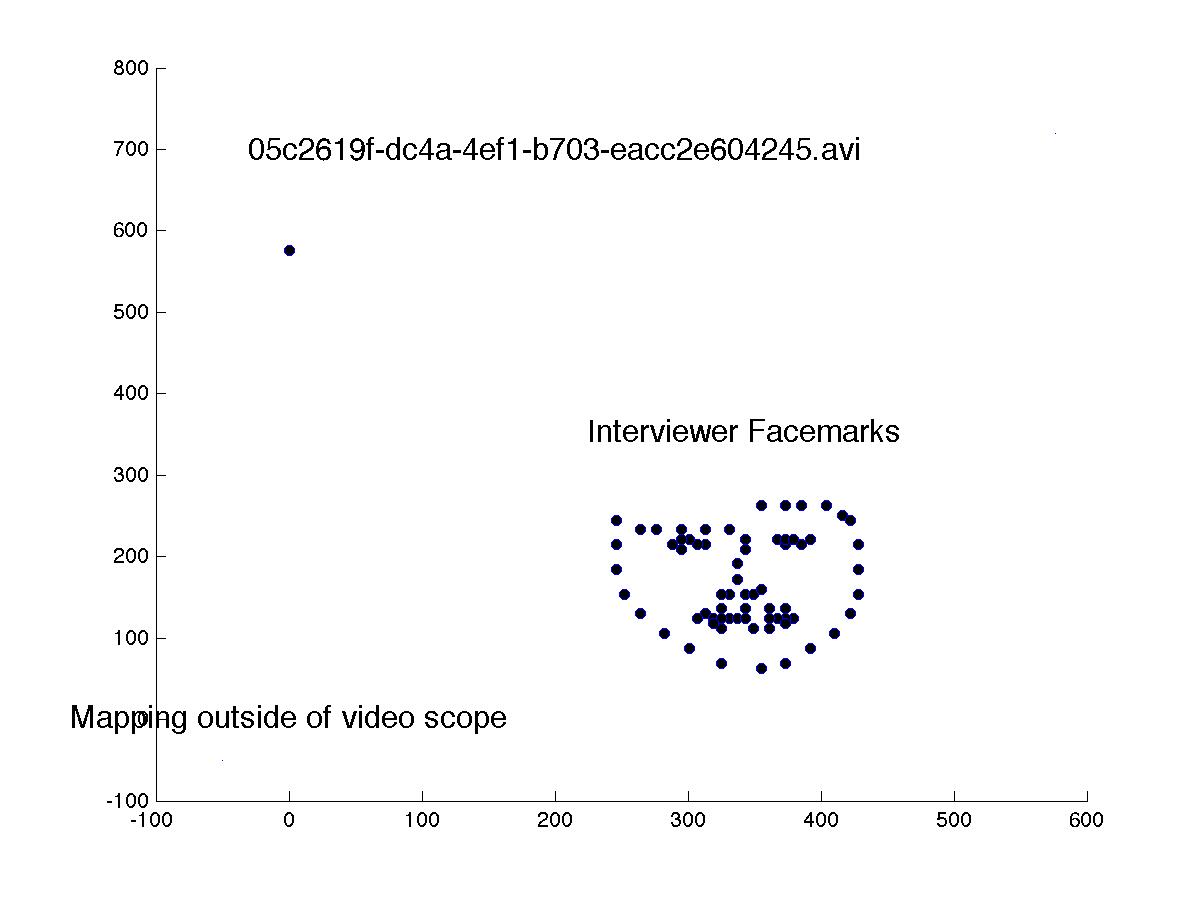 800
700
05c2619f-dc4a-4ef1-b703-eacc2e604245.avi
600
500
400
Interviewer Facemarks
300
200
100
0
Mapping outside of video scope
-100
-100 0 100 200 300 400 500 600